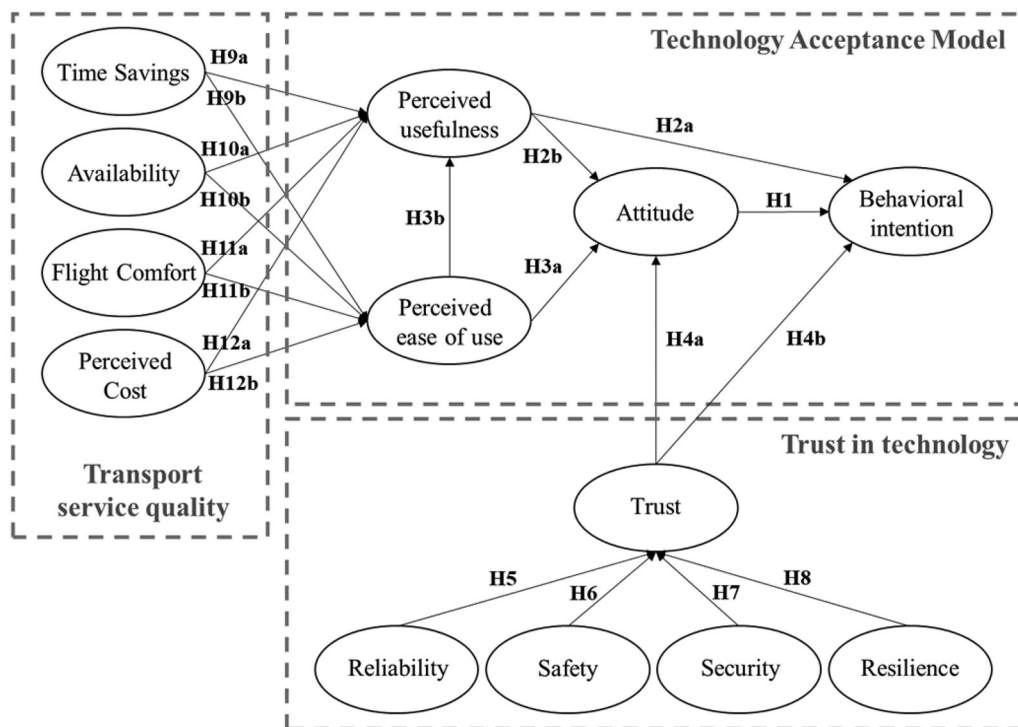 Technology Acceptance Model
Time Savings
H9a
H9b
Availability
H10a
H10b
Flight Comfort
H11a
H11b
Perceived
Cost
H12a
H12b
Transport
service quality
Perceived
usefulness
H2a
H2b
H3b
Attitude
H1
Behavioral
intention
Perceived
ease of use
H3a
H4a
H4b
Trust in technology
Trust
H5
H6
H7
H8
Reliability
Safety
Security
Resilience